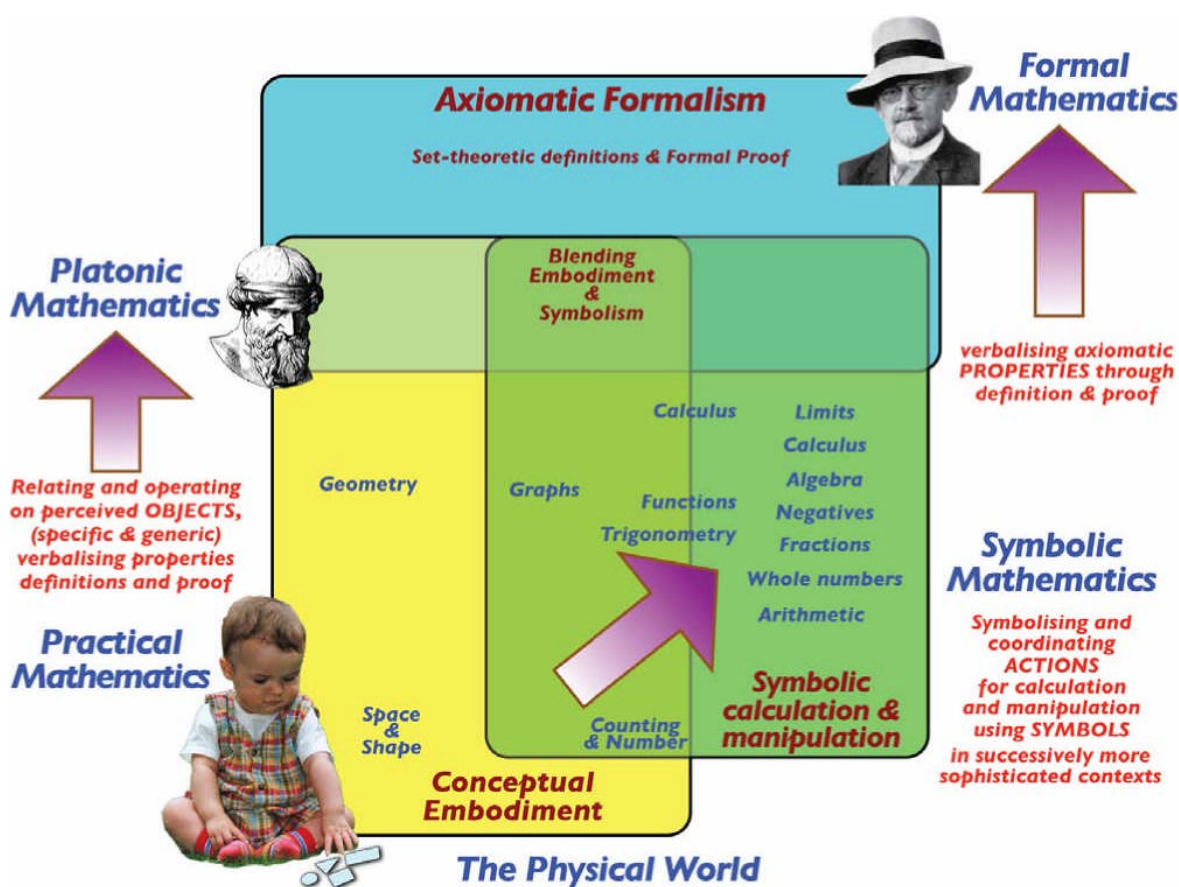 Formal
Mathematics
Axiomatic Formalism
Set-theoretic definitions & Formal Proof
Platonic
Mathematics
Blending
Embodiment
&
Symbolism
verbalising axiomatic
PROPERTIES through
definition & proof
Relating and operating
on perceived OBJECTS,
(specific & generic)
verbalising properties
definitions and proof
Geometry
Graphs
Calculus
Functions
Trigonometry
Limits
Calculus
Algebra
Negatives
Fractions
Whole numbers
Arithmetic
Symbolic
Mathematics
Symbolising and
coordinating
ACTIONS
for calculation
and manipulation
using SYMBOLS
in successively more
sophisticated contexts
Practical
Mathematics
Space
&
Shape
Counting
& Number
Symbolic
calculation &
manipulation
Conceptual
Embodiment
The Physical World